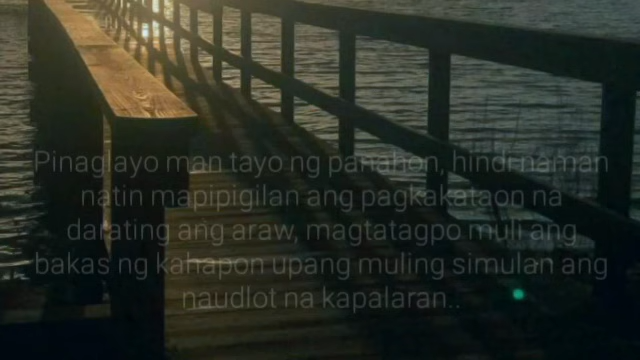 Pinaglayo man tayo ng panahon, hindi naman
natin mapipigilan ang pagkakataon na
darating ang araw, magtatagpo muli ang
bakas ng kahapon upang muling simulan ang
naudlot na kapalaran..